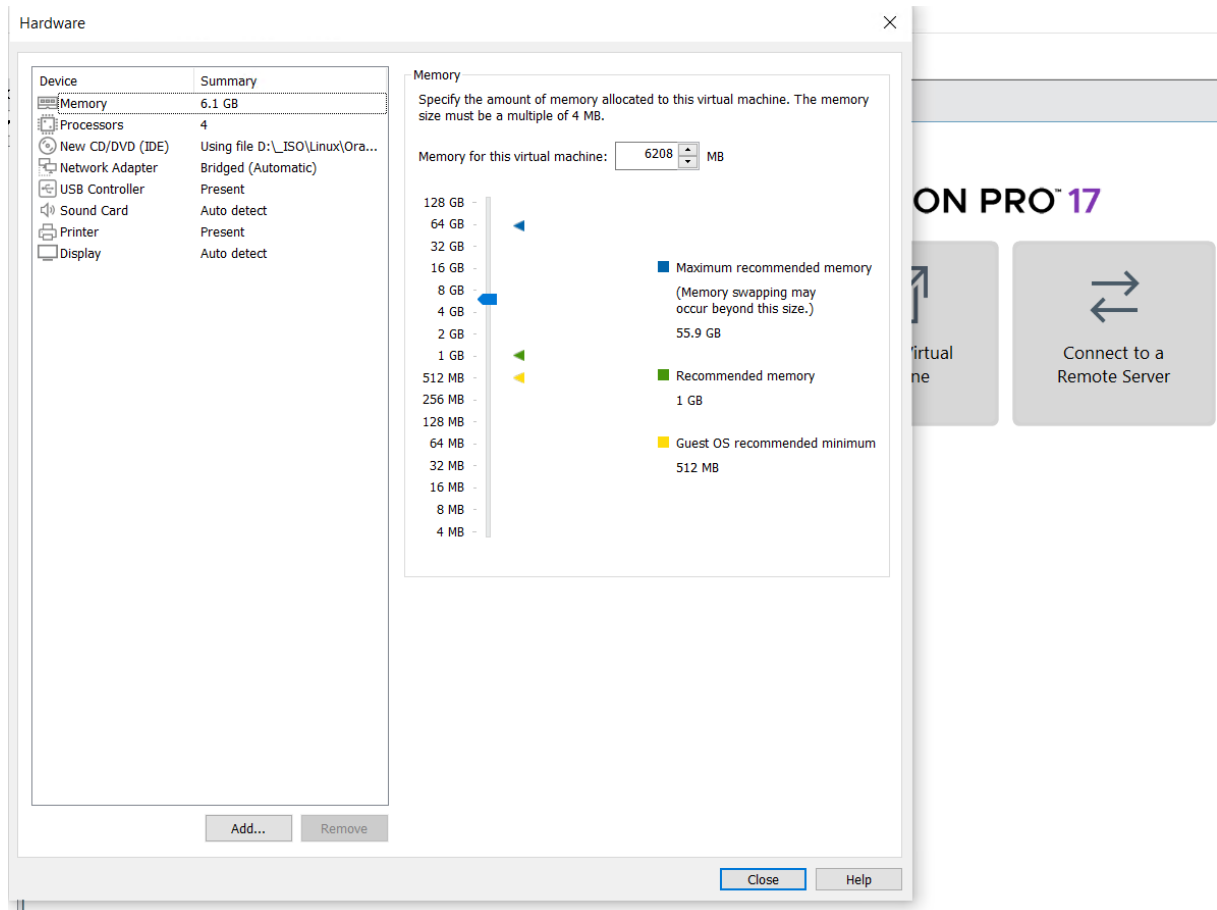 Hardware
Device Summary
Memory 6.1 GB
Processors 4
New CD/DVD (IDE) Using file D:\_ISO\Linux\Ora...
Network Adapter Bridged (Automatic)
USB Controller Present
Sound Card Auto detect
Printer Present
Display Auto detect
Add...
Remove
Memory
Specify the amount of memory allocated to this virtual machine. The memory
size must be a multiple of 4 MB.
Memory for this virtual machine: 6208 MB
128 GB
64 GB
32 GB
16 GB
8 GB
4 GB
2 GB
1 GB
512 MB
256 MB
128 MB
64 MB
32 MB
16 MB
8 MB
4 MB
Maximum recommended memory
(Memory swapping may
occur beyond this size.)
55.9 GB
Recommended memory
1 GB
Guest OS recommended minimum
512 MB
Close
Help
ON PRO™ 17
irtual
ne
Connect to a
Remote Server